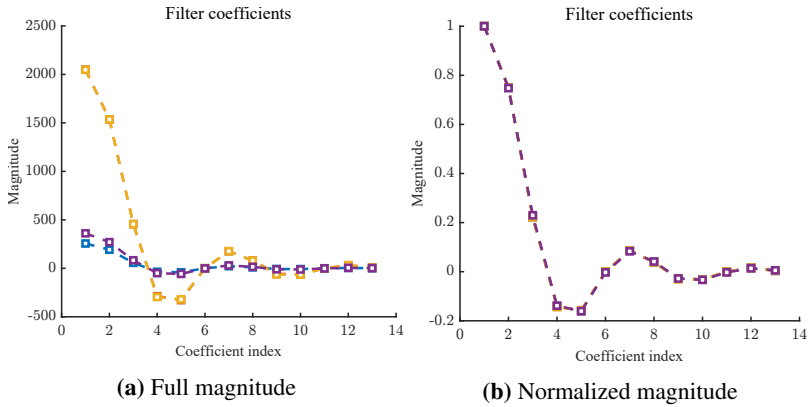 Filter coefficients
2500
2000
1500
1000
500
0
-500
0 2 4 6 8 10 12 14
Magnitude
Coefficient index
(a) Full magnitude
Filter coefficients
1
0.8
0.6
0.4
0.2
0
-0.2
0 2 4 6 8 10 12 14
Magnitude
Coefficient index
(b) Normalized magnitude